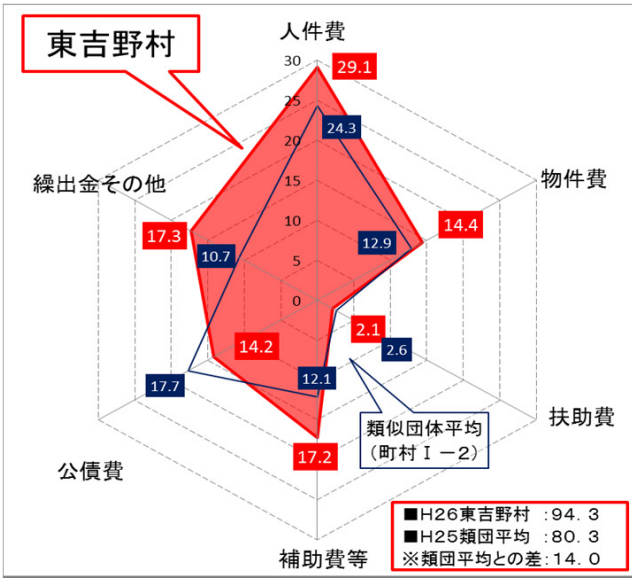 東吉野村
人件費
30
29.1
25
24.3
20
繰出金その他
物件費
15
17.3
14.4
10
10.7
12.9
5
0
14.2
2.1
2.6
17.7
12.1
類似団体平均
(町村Ⅰ－2)
扶助費
公債費
17.2
補助費等
■H26東吉野村 :94.3
■H25類団平均 :80.3
※類団平均との差:14.0